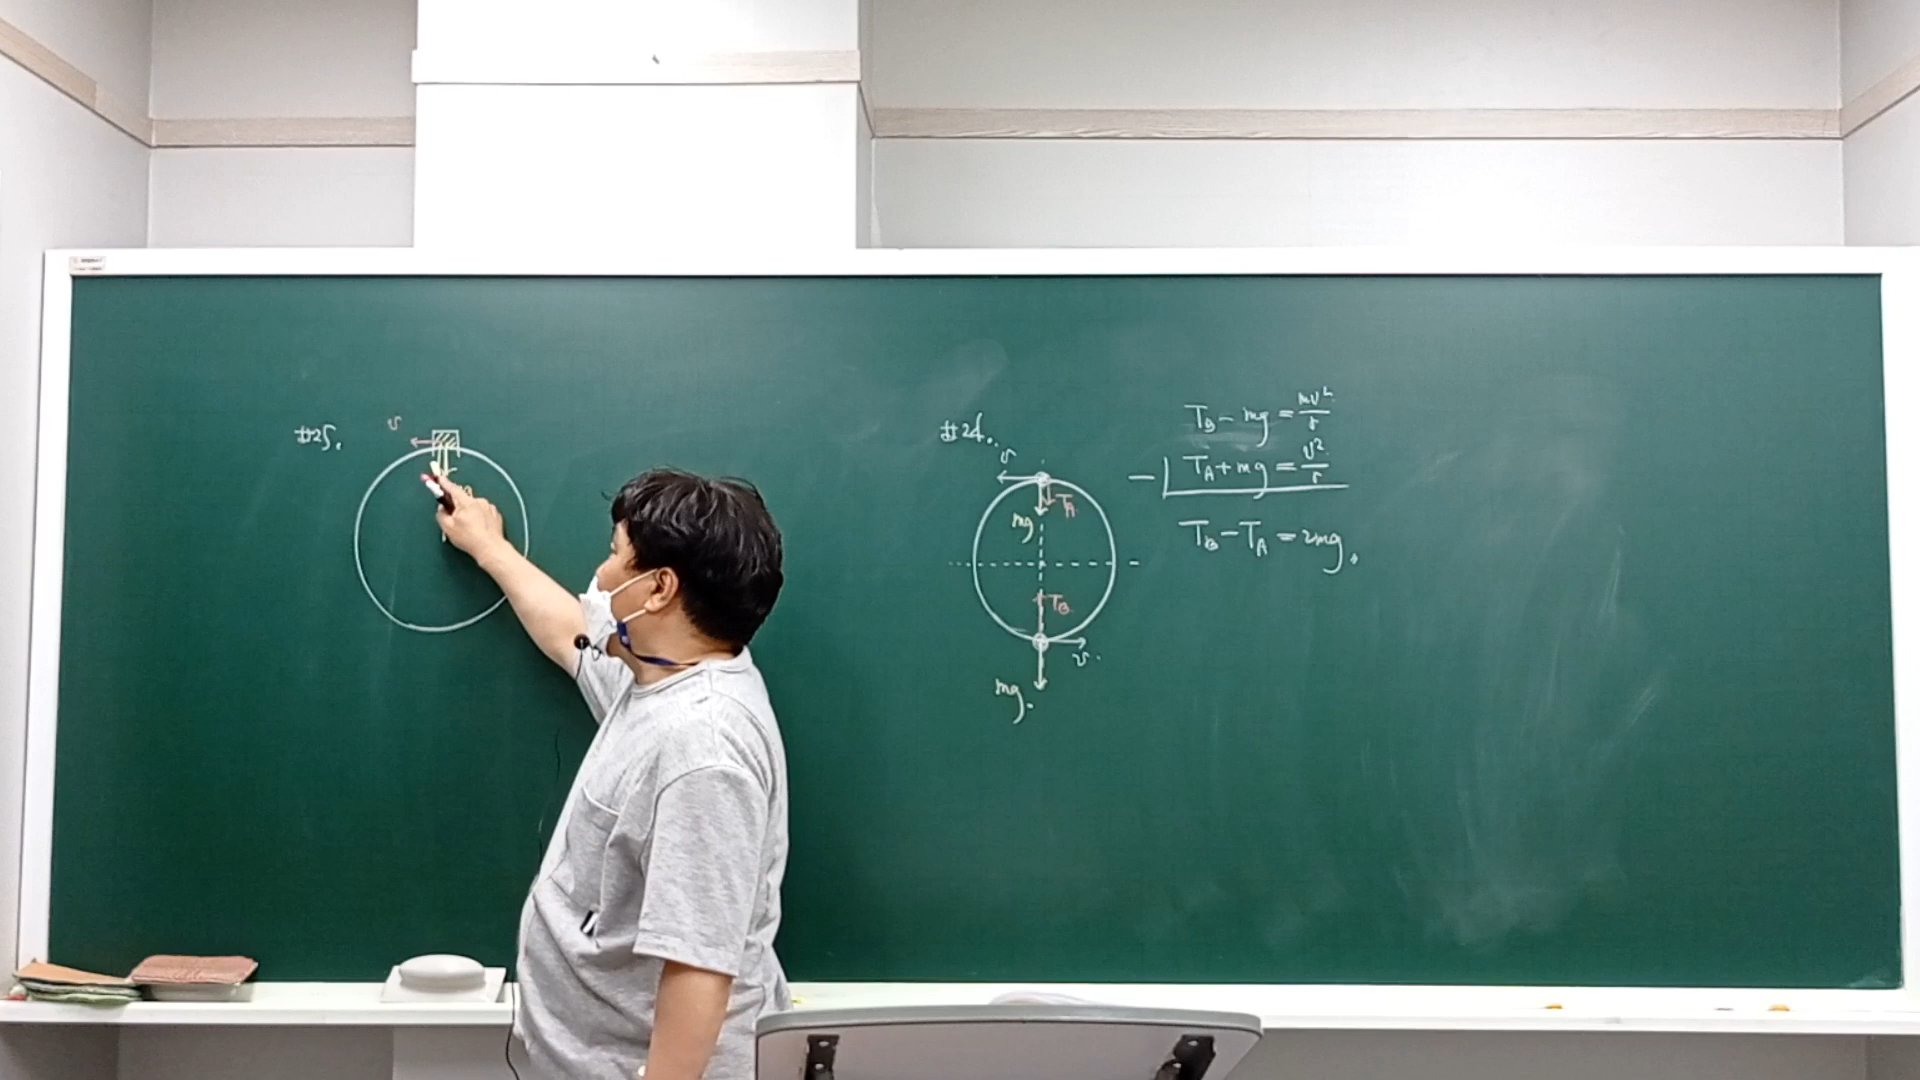 #25.
v
#24.
v
T_A
mg
T_B
v.
mg.
T_B - mg = mv²/r
- T_A + mg = v²/r
T_B - T_A = 2mg.